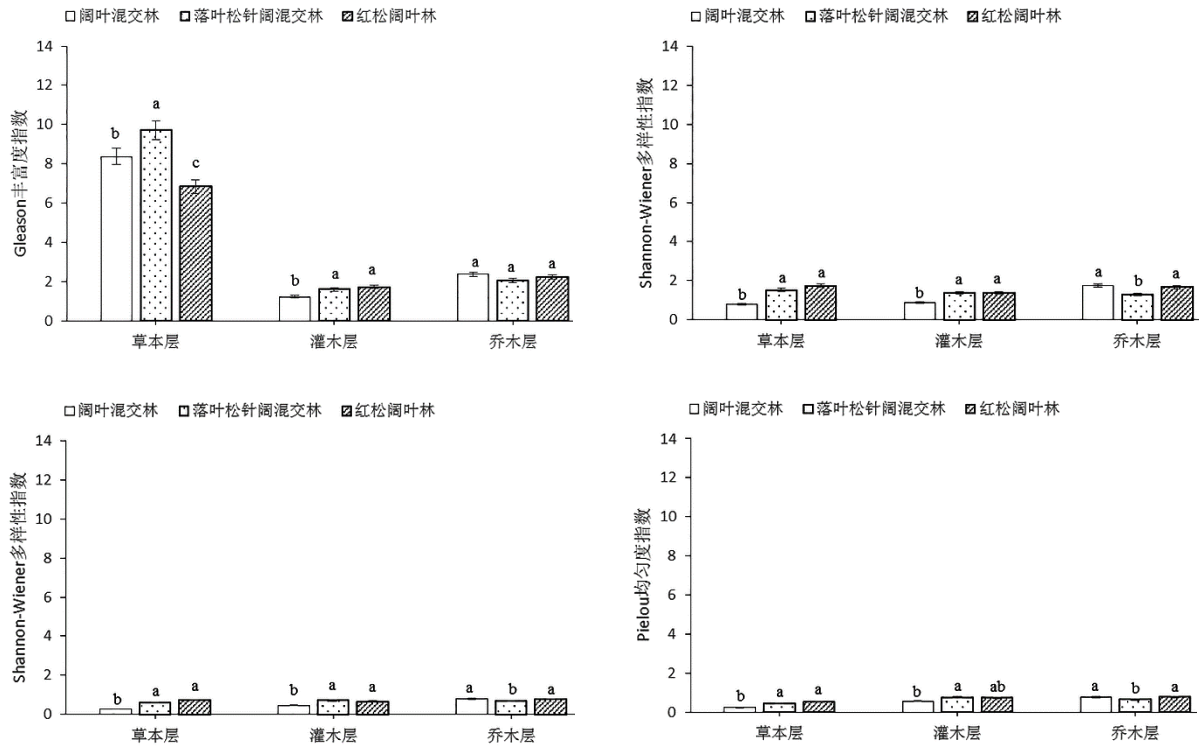 阔叶混交林 落叶松针阔混交林 红松阔叶林
Gleason丰富度指数
14
12
10
8
6
4
2
0
b a c
b a a
a a a
草本层 灌木层 乔木层
阔叶混交林 落叶松针阔混交林 红松阔叶林
Shannon-Wiener多样性指数
14
12
10
8
6
4
2
0
b a a
b a a
a b a
草本层 灌木层 乔木层
阔叶混交林 落叶松针阔混交林 红松阔叶林
Shannon-Wiener多样性指数
14
12
10
8
6
4
2
0
b a a
b a a
a b a
草本层 灌木层 乔木层
阔叶混交林 落叶松针阔混交林 红松阔叶林
Pielou均匀度指数
14
12
10
8
6
4
2
0
b a a
b a ab
a b a
草本层 灌木层 乔木层